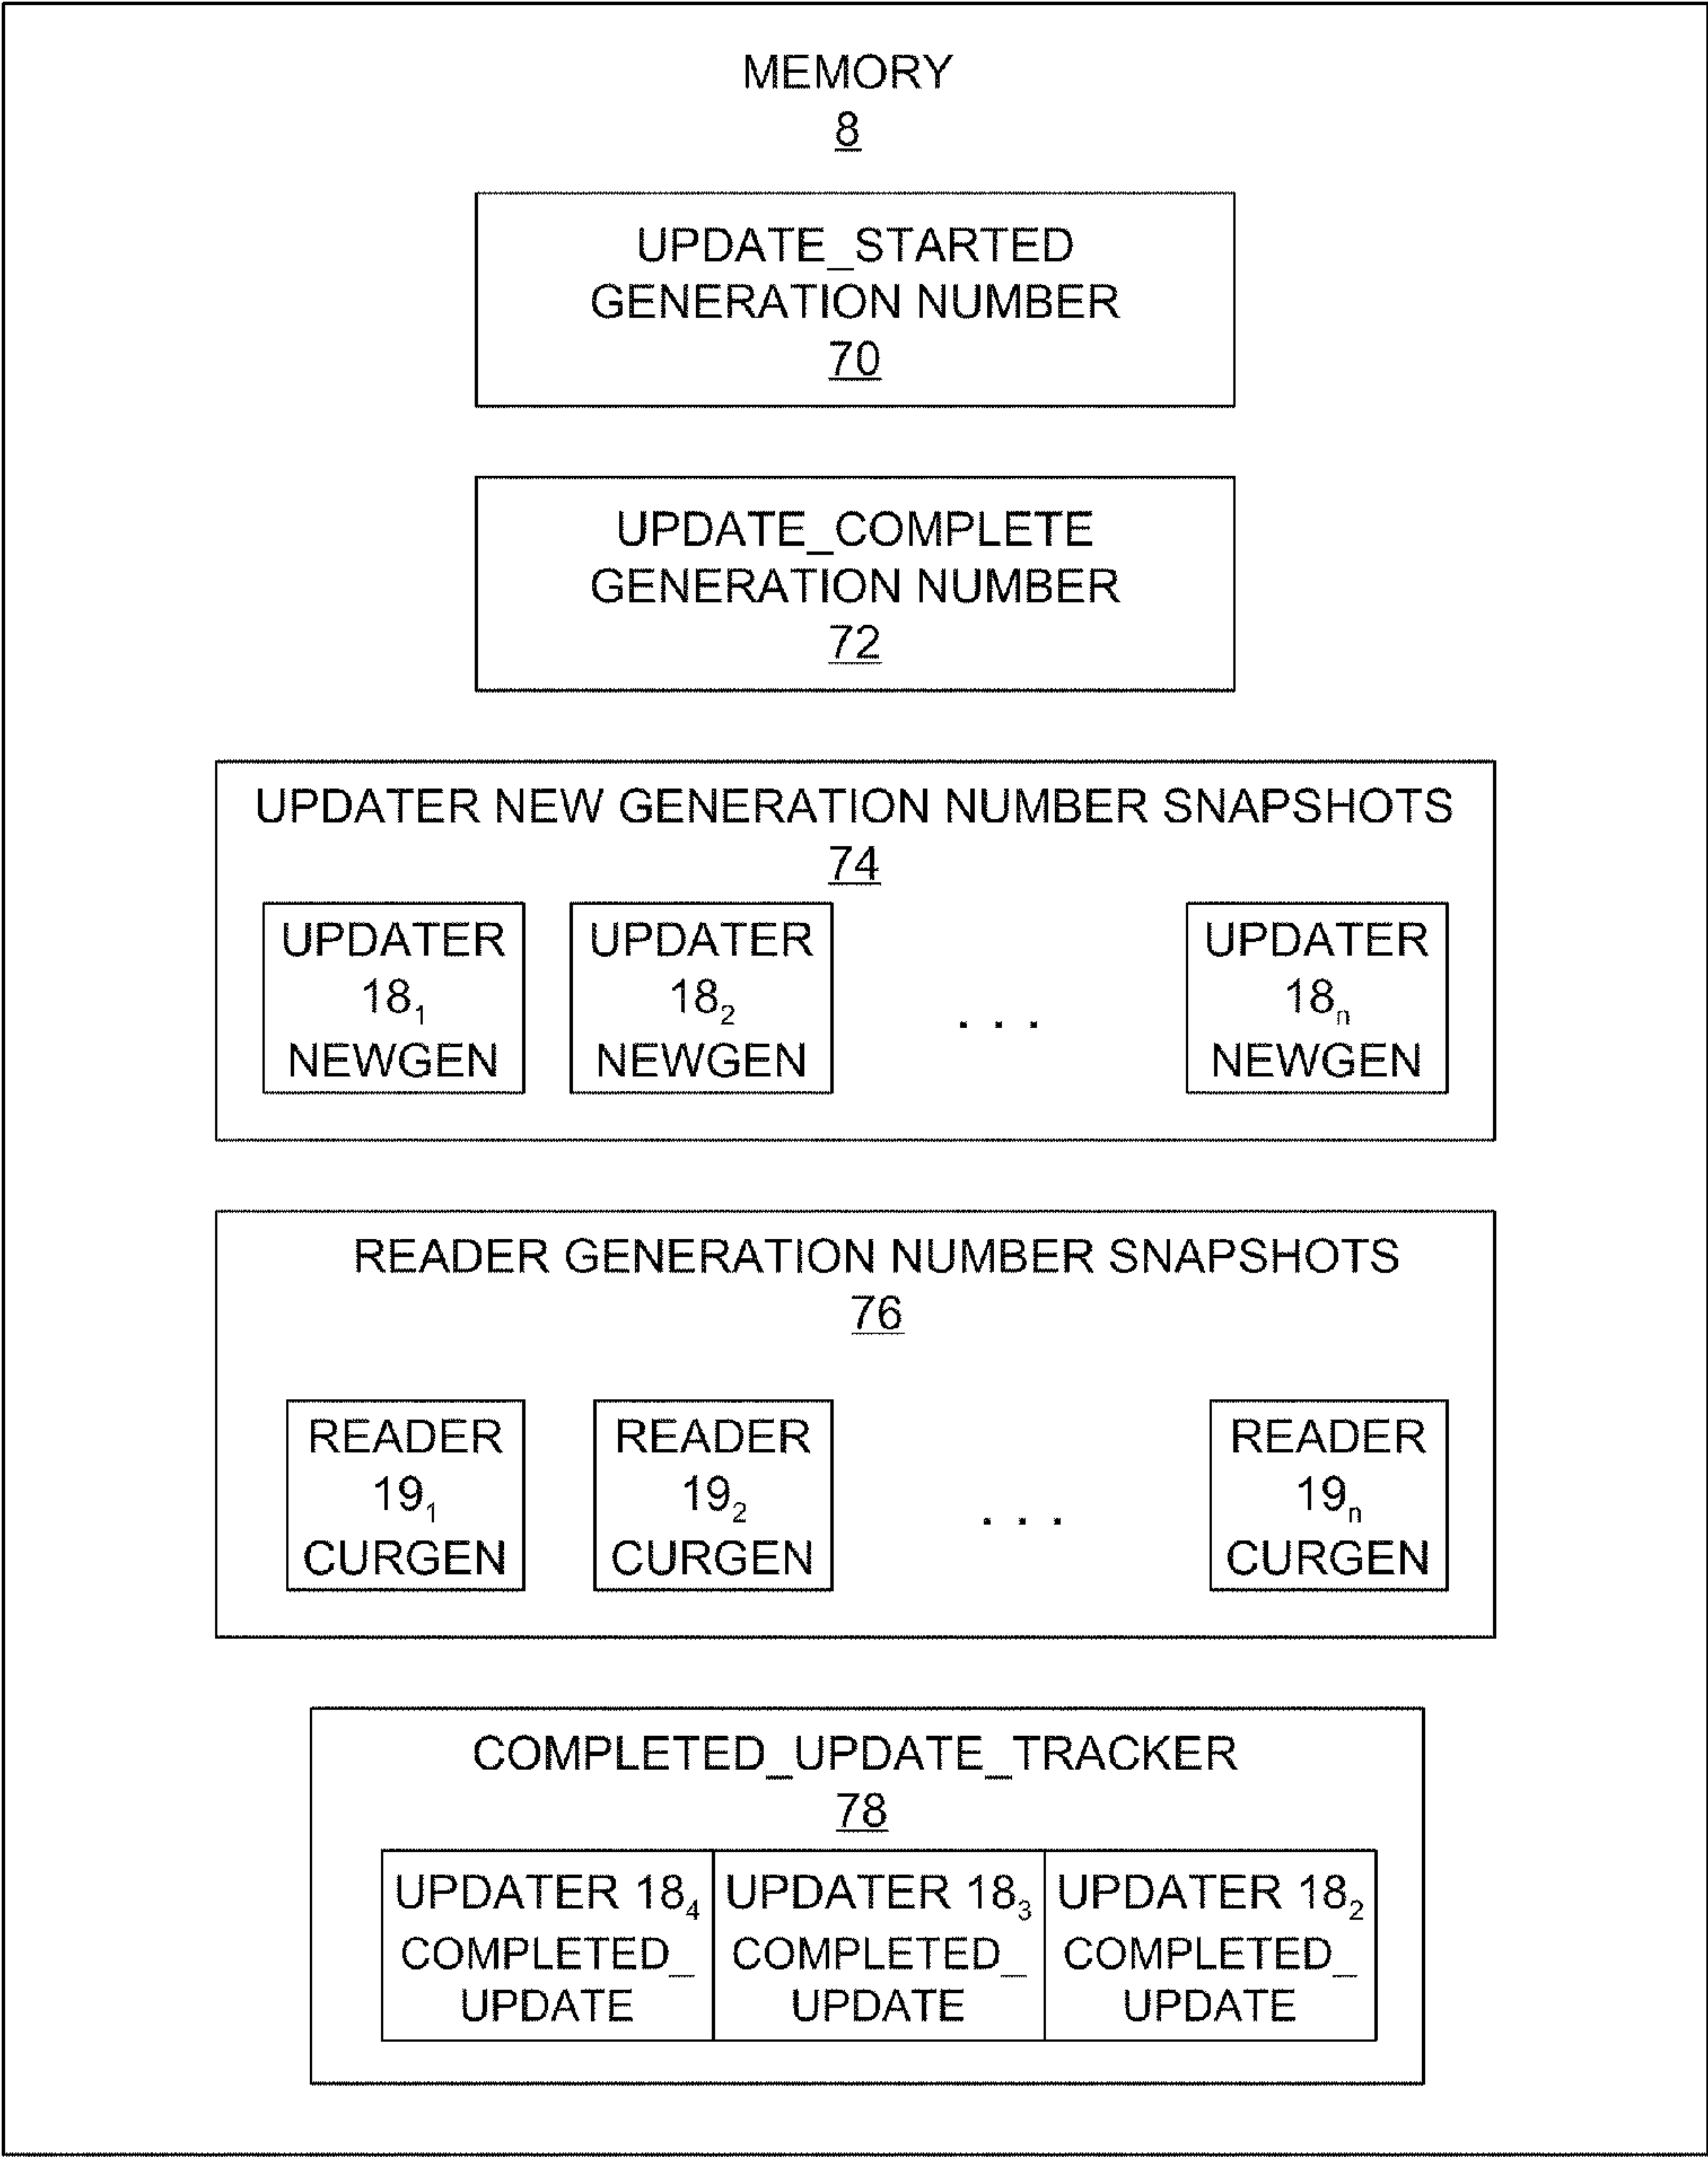 MEMORY
8
UPDATE_STARTED
GENERATION NUMBER
70
UPDATE_COMPLETE
GENERATION NUMBER
72
UPDATER NEW GENERATION NUMBER SNAPSHOTS
74
UPDATER 18₁ NEWGEN
UPDATER 18₂ NEWGEN
. . .
UPDATER 18ₙ NEWGEN
READER GENERATION NUMBER SNAPSHOTS
76
READER 19₁ CURGEN
READER 19₂ CURGEN
. . .
READER 19ₙ CURGEN
COMPLETED_UPDATE_TRACKER
78
UPDATER 18₄ COMPLETED_ UPDATE
UPDATER 18₃ COMPLETED_ UPDATE
UPDATER 18₂ COMPLETED_ UPDATE